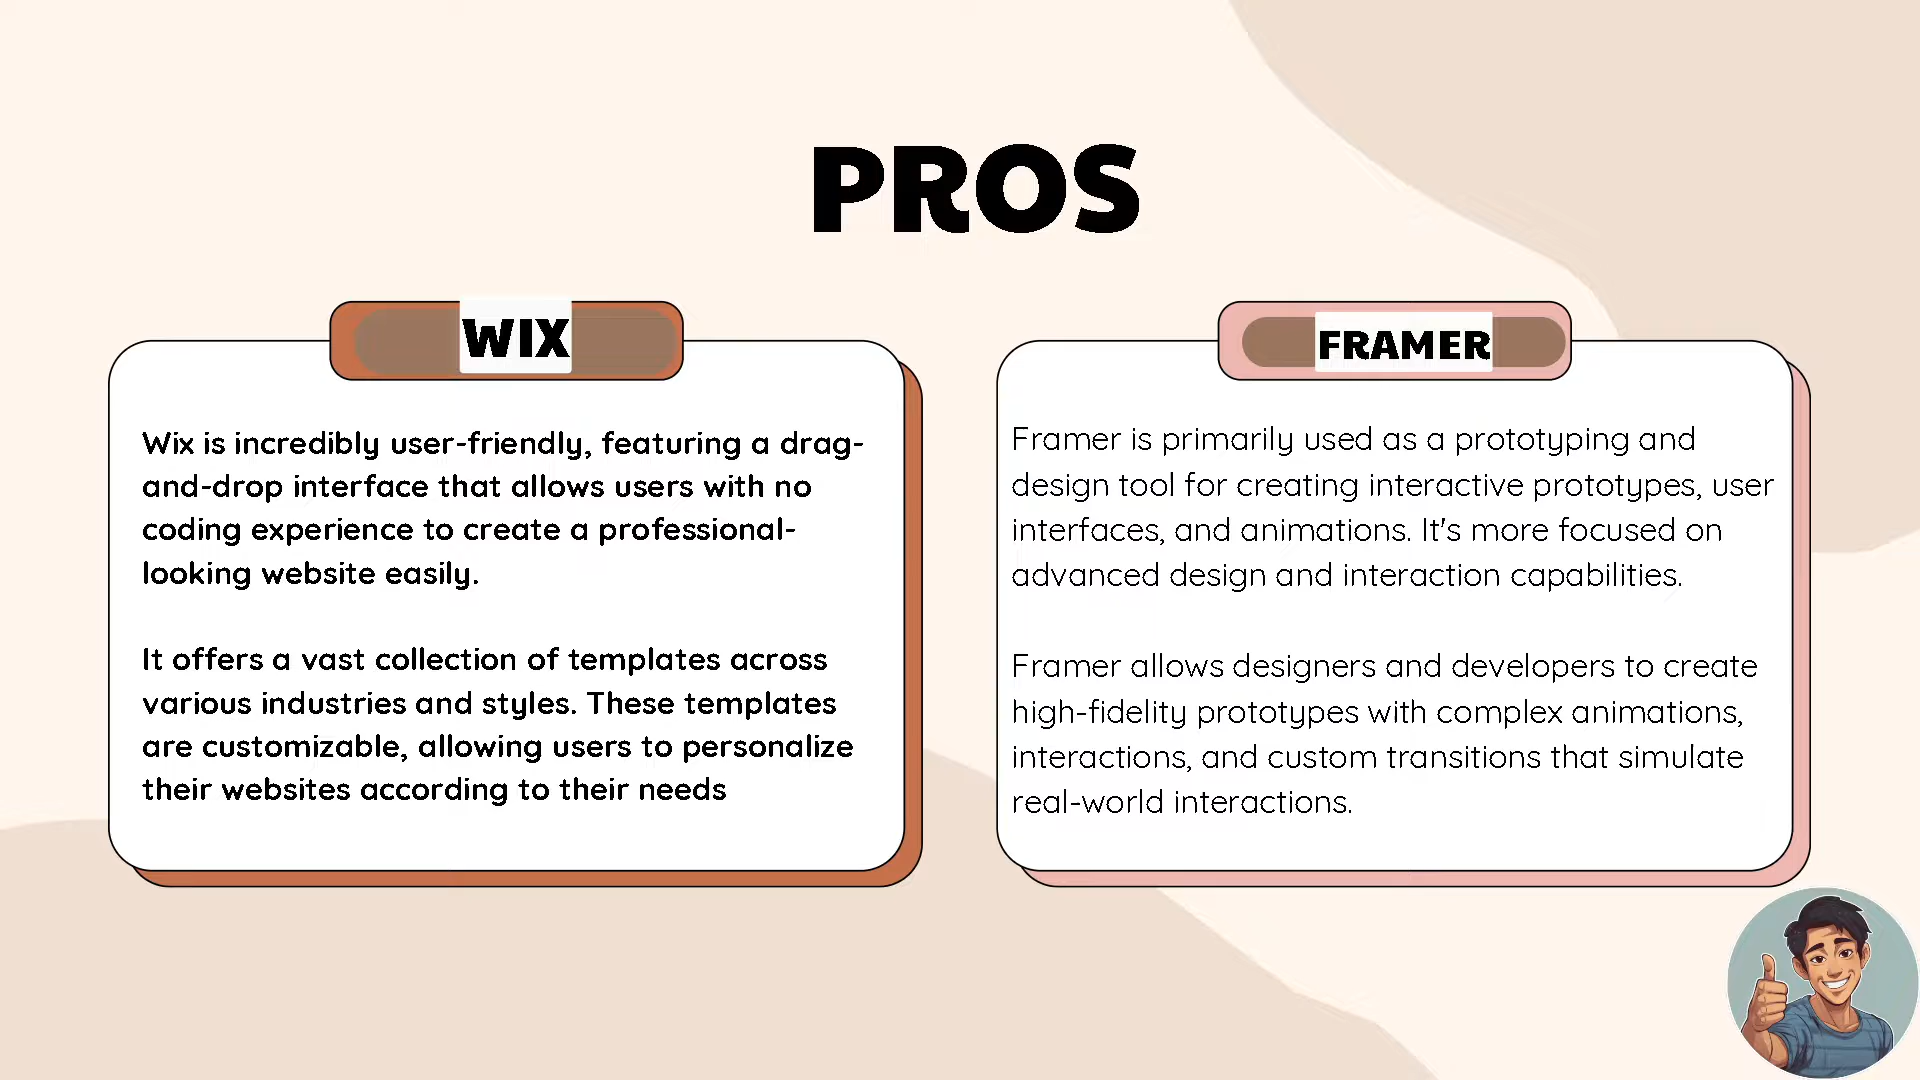 PROS
WIX
Wix is incredibly user-friendly, featuring a drag-
and-drop interface that allows users with no
coding experience to create a professional-
looking website easily.
It offers a vast collection of templates across
various industries and styles. These templates
are customizable, allowing users to personalize
their websites according to their needs
FRAMER
Framer is primarily used as a prototyping and
design tool for creating interactive prototypes, user
interfaces, and animations. It's more focused on
advanced design and interaction capabilities.
Framer allows designers and developers to create
high-fidelity prototypes with complex animations,
interactions, and custom transitions that simulate
real-world interactions.